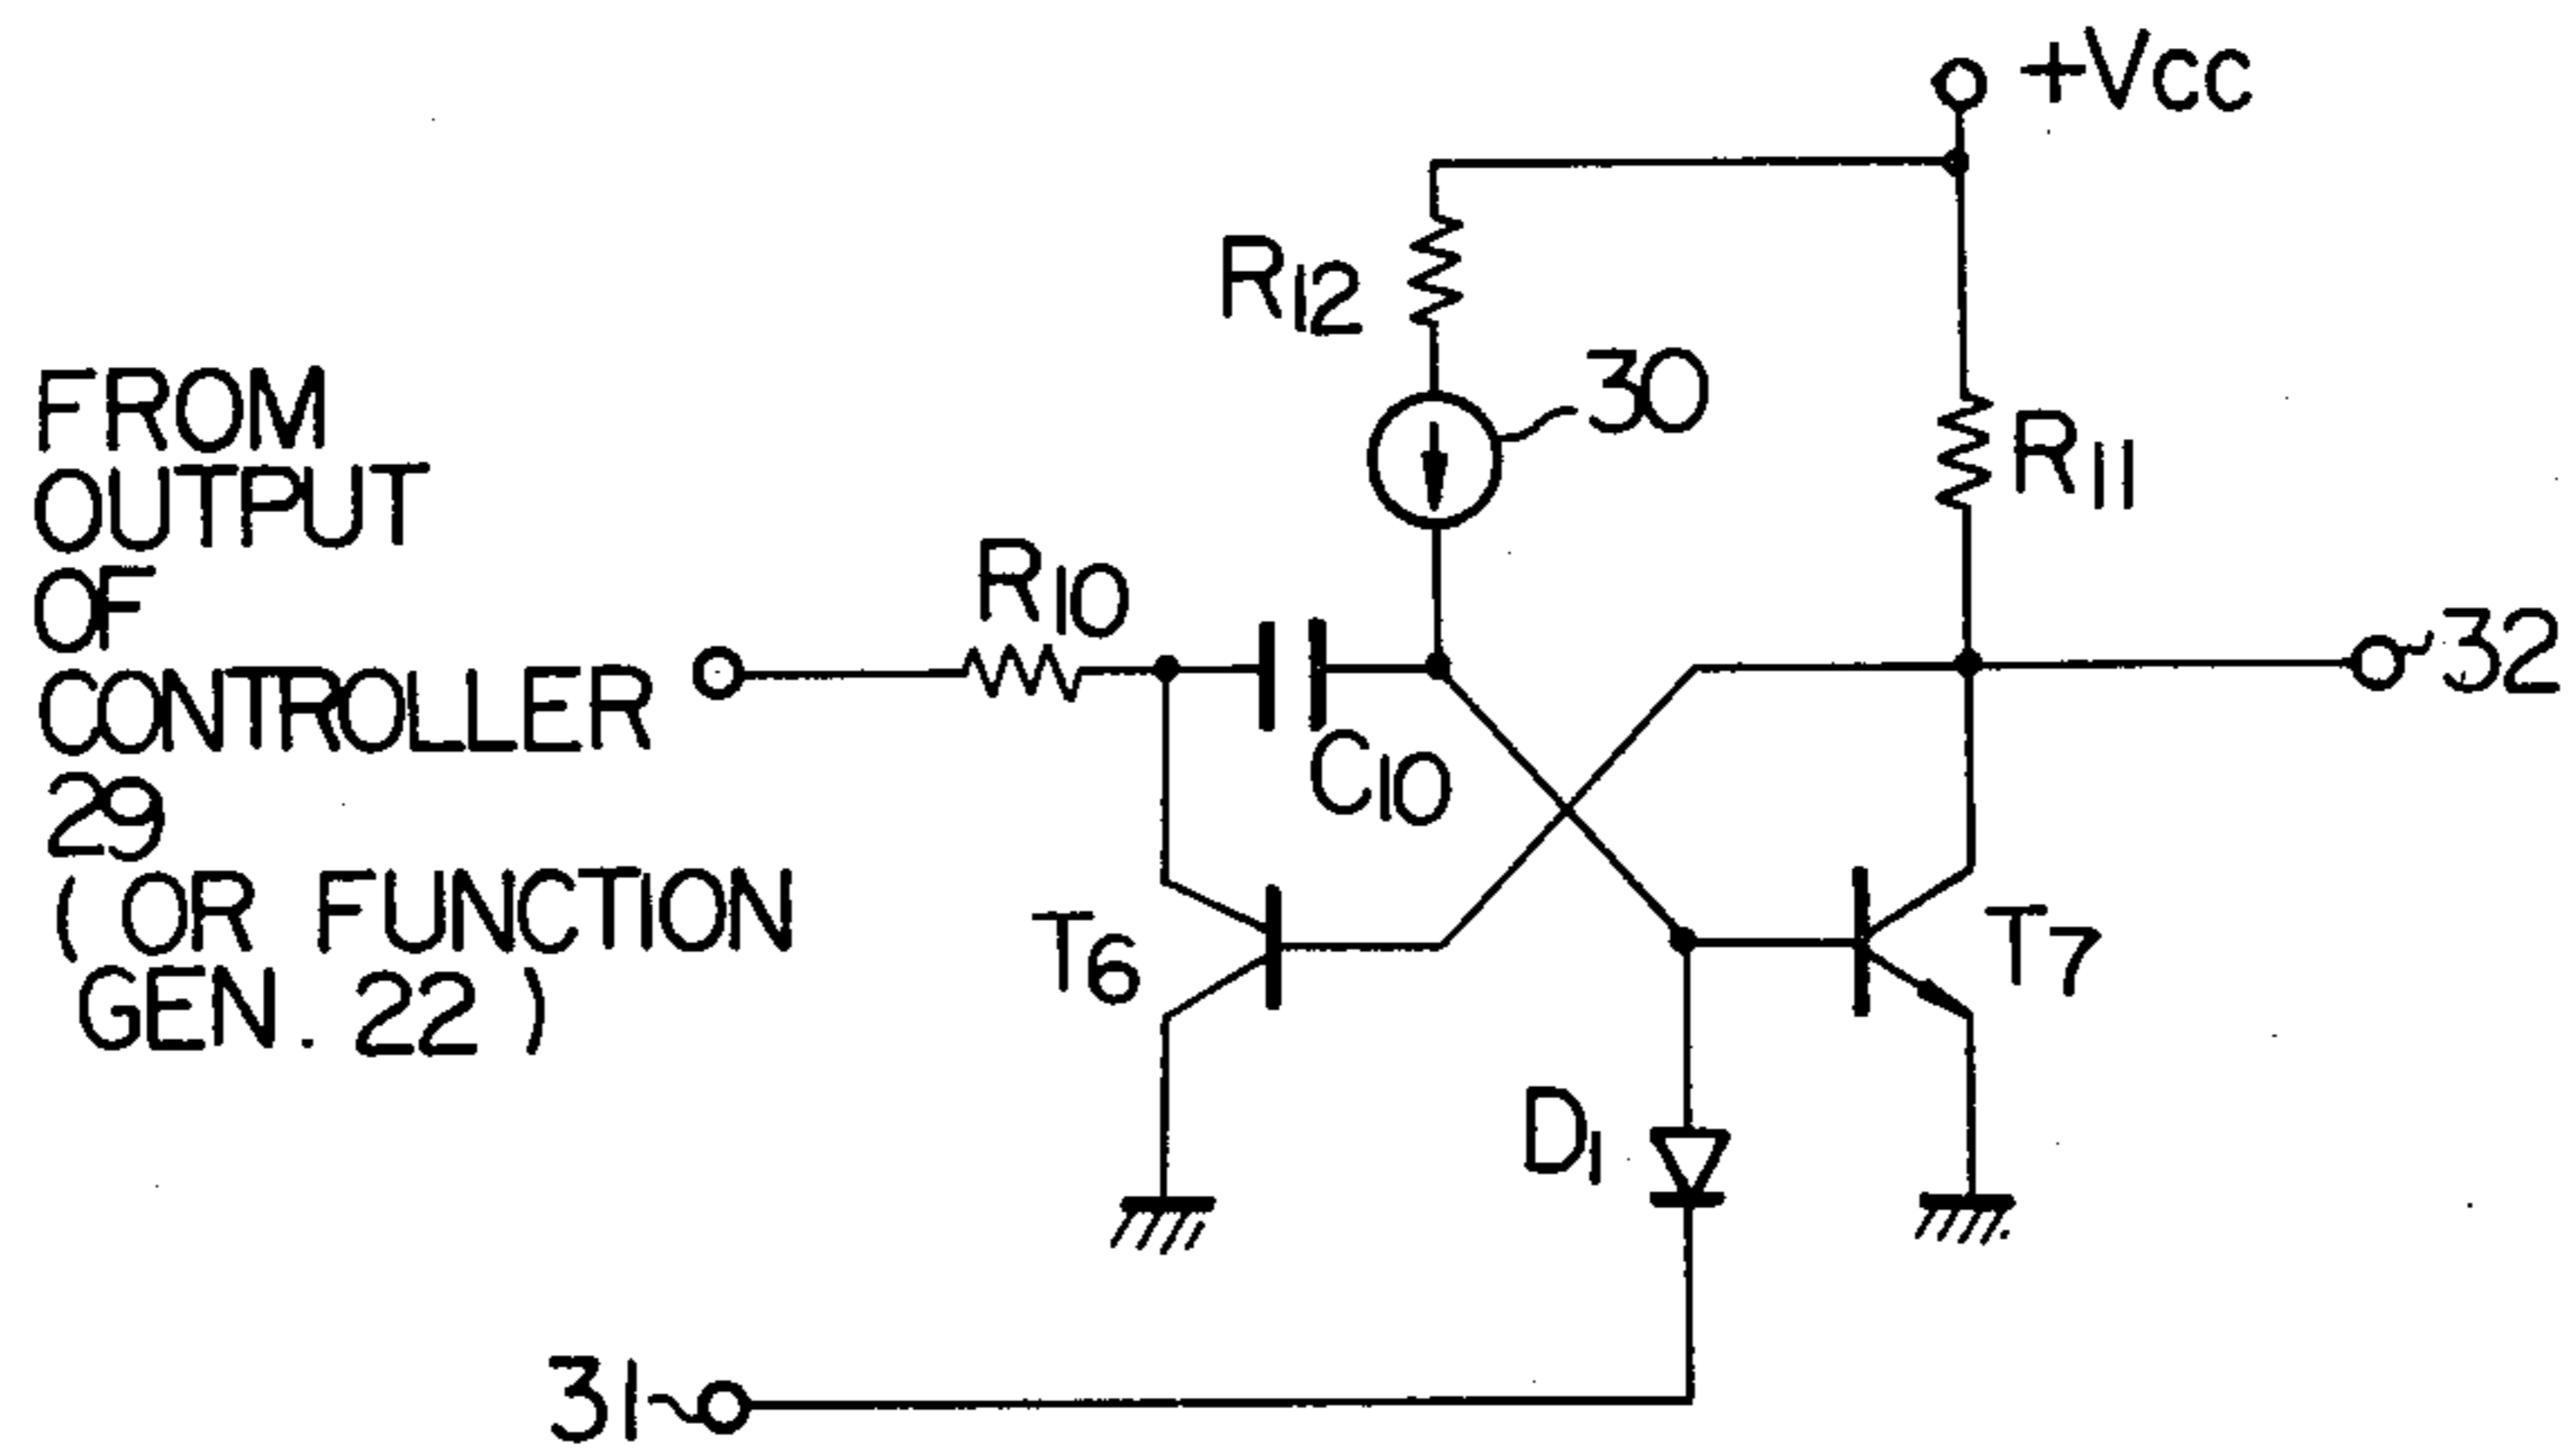 +Vcc
R12
30
R11
FROM
OUTPUT
OF
CONTROLLER
29
( OR FUNCTION
GEN. 22 )
R10
C10
32
T6
T7
D1
31